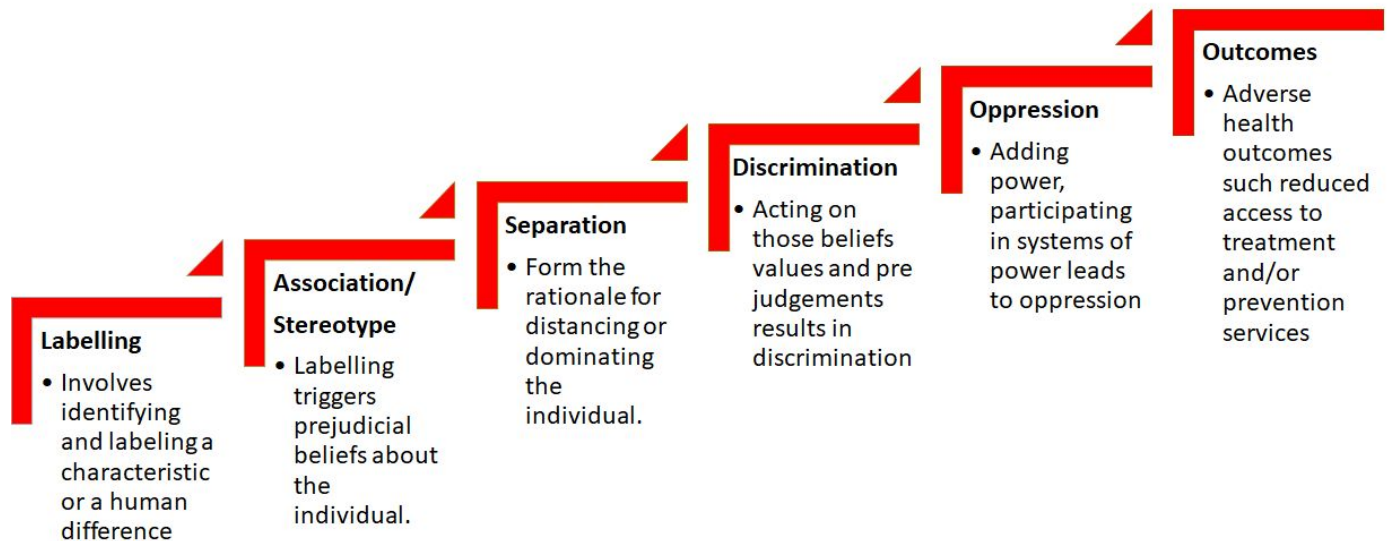 Labelling
• Involves
identifying
and labeling a
characteristic
or a human
difference
Association/
Stereotype
• Labelling
triggers
prejudicial
beliefs about
the
individual.
Separation
• Form the
rationale for
distancing or
dominating
the
individual.
Discrimination
• Acting on
those beliefs
values and pre
judgements
results in
discrimination
Oppression
• Adding
power,
participating
in systems of
power leads
to oppression
Outcomes
• Adverse
health
outcomes
such reduced
access to
treatment
and/or
prevention
services